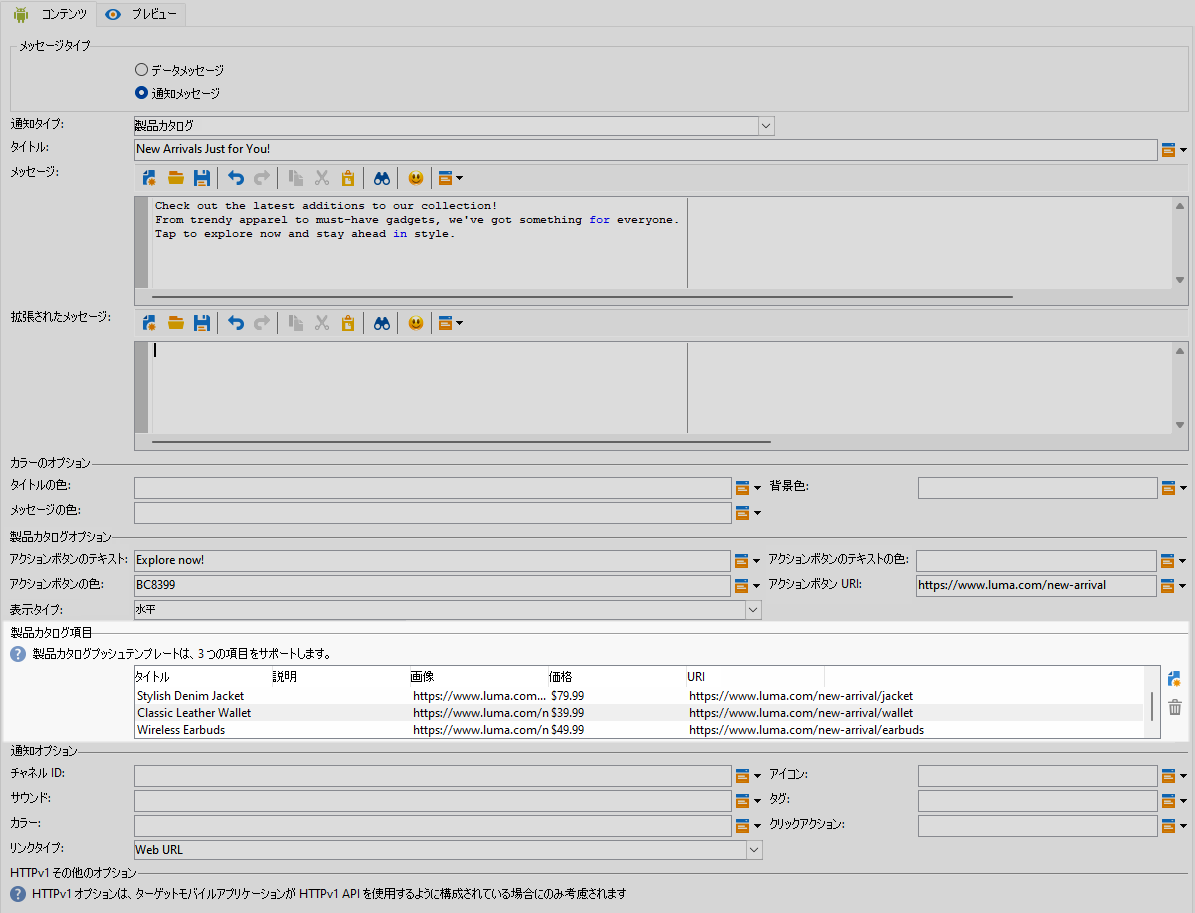 コンテンツ プレビュー
メッセージタイプ
データメッセージ
通知メッセージ
通知タイプ: 製品カタログ
タイトル: New Arrivals Just for You!
メッセージ:
Check out the latest additions to our collection!
From trendy apparel to must-have gadgets, we've got something for everyone.
Tap to explore now and stay ahead in style.
拡張されたメッセージ:
カラーのオプション
タイトルの色: 背景色:
メッセージの色:
製品カタログオプション
アクションボタンのテキスト: Explore now! アクションボタンのテキストの色:
アクションボタンの色: BC8399 アクションボタン URI: https://www.luma.com/new-arrival
表示タイプ: 水平
製品カタログ項目
製品カタログプッシュテンプレートは、3 つの項目をサポートします。
タイトル 説明 画像 価格 URI
Stylish Denim Jacket https://www.luma.com... $79.99 https://www.luma.com/new-arrival/jacket
Classic Leather Wallet https://www.luma.com/n $39.99 https://www.luma.com/new-arrival/wallet
Wireless Earbuds https://www.luma.com/n $49.99 https://www.luma.com/new-arrival/earbuds
通知オプション
チャネル ID: アイコン:
サウンド: タグ:
カラー: クリックアクション:
リンクタイプ: Web URL
HTTPv1 その他のオプション
HTTPv1 オプションは、ターゲットモバイルアプリケーションが HTTPv1 API を使用するように構成されている場合にのみ考慮されます